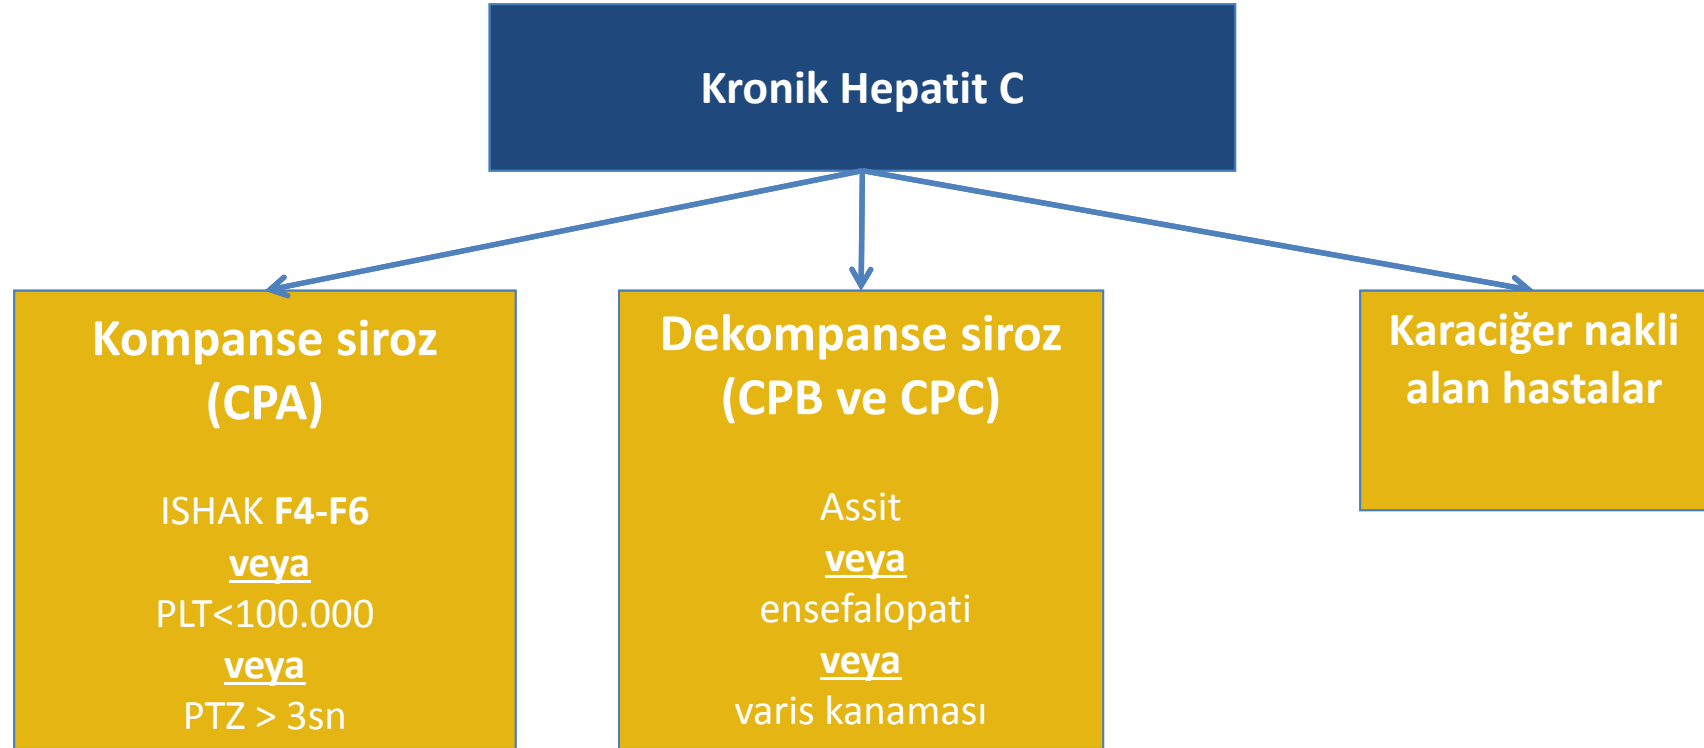 Kronik Hepatit C
Kompanse siroz
(CPA)
ISHAK F4-F6
veya
PLT<100.000
veya
PTZ > 3sn
Dekompanse siroz
(CPB ve CPC)
Assit
veya
ensefalopati
veya
varis kanaması
Karaciğer nakli
alan hastalar